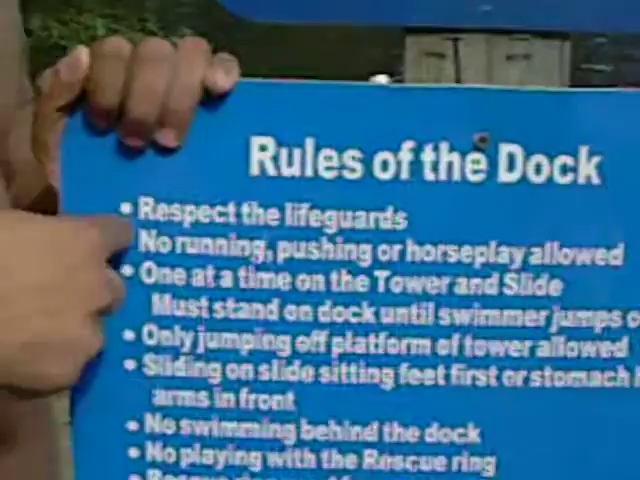 Rules of the Dock
• Respect the lifeguards
No running, pushing or horseplay allowed
• One at a time on the Tower and Slide
Must stand on dock until swimmer jumps
• Only jumping off platform of tower allowed
• Sliding on slide sitting feet first or stomach
arms in front
• No swimming behind the dock
• No playing with the Rescue ring